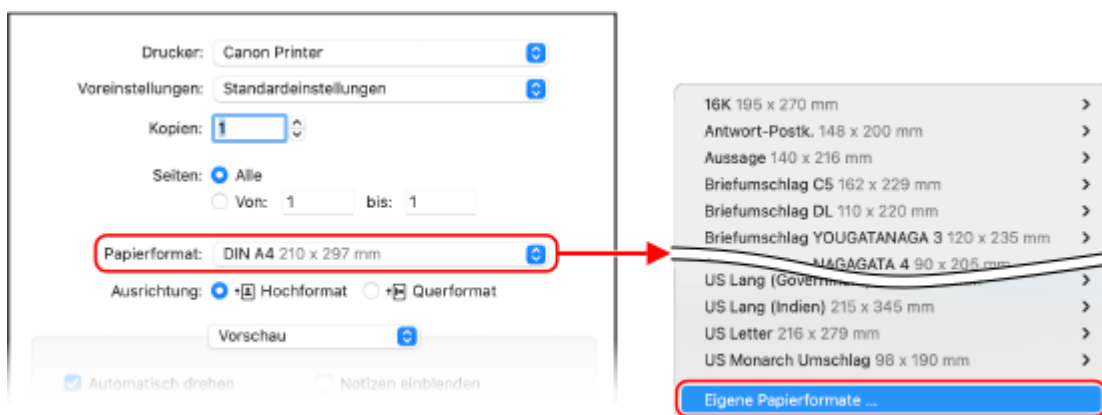 Drucker: Canon Printer
Voreinstellungen: Standardeinstellungen
Kopien: 1
Seiten: Alle
Von: 1 bis: 1
Papierformat: DIN A4 210 x 297 mm
Ausrichtung: Hochformat Querformat
Vorschau
Automatisch drehen Notizen einblenden
16K 195 x 270 mm
Antwort-Postk. 148 x 200 mm
Aussage 140 x 216 mm
Briefumschlag C5 162 x 229 mm
Briefumschlag DL 110 x 220 mm
Briefumschlag YOUGATANAGA 3 120 x 235 mm
NAGAGATA 4 90 x 205 mm
US Lang
US Lang (Indien) 215 x 345 mm
US Letter 216 x 279 mm
US Monarch Umschlag 98 x 190 mm
Eigene Papierformate ...